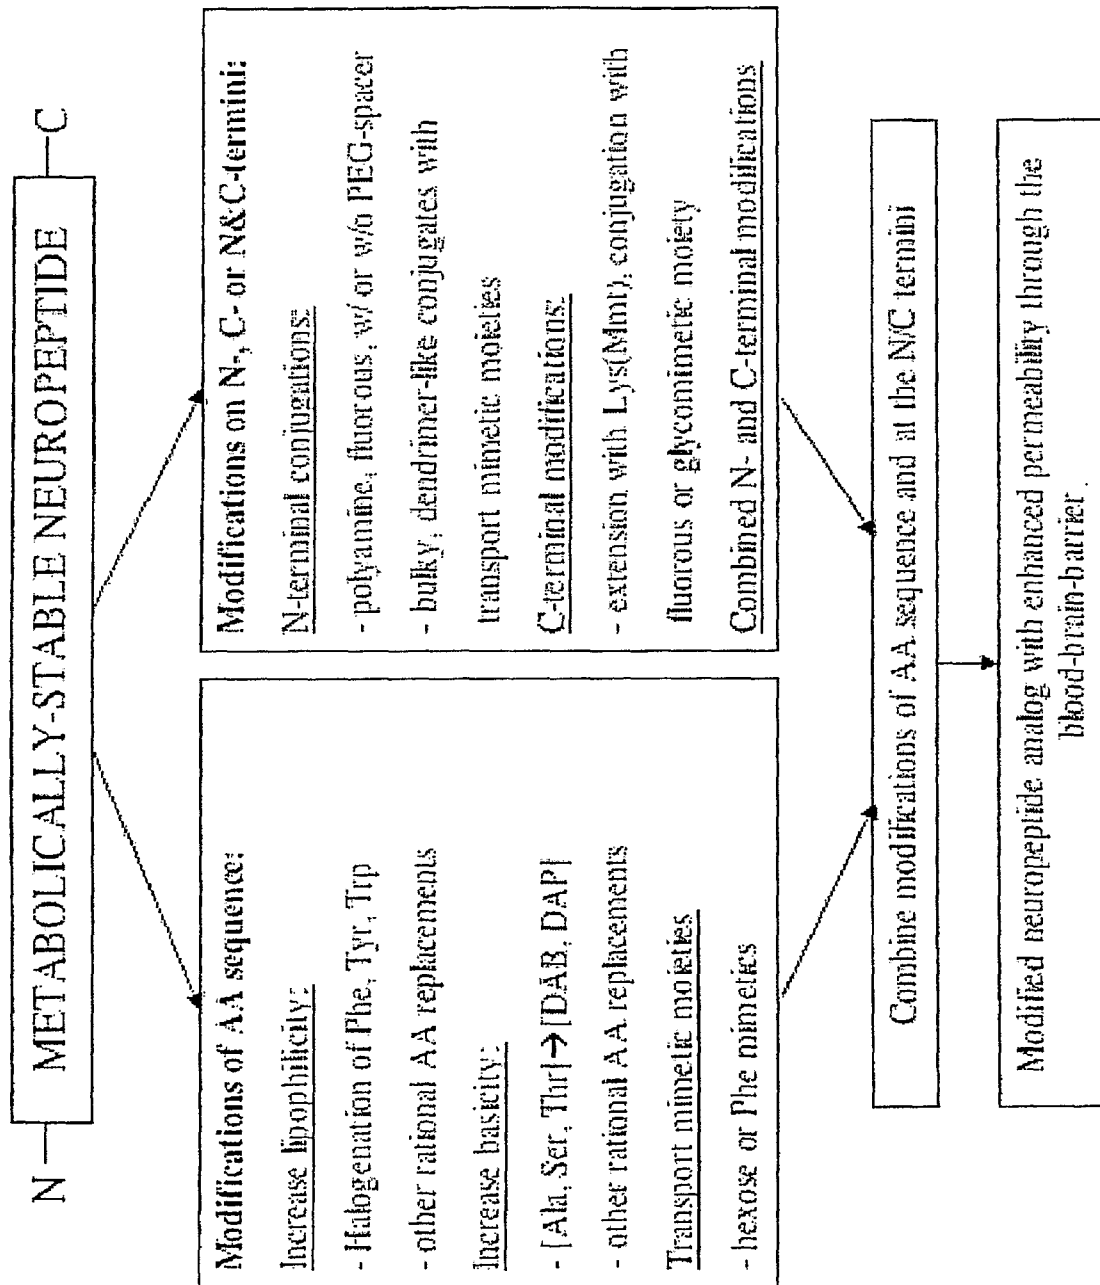 N — METABOLICALLY-STABLE NEUROPEPTIDE — C
Modifications of AA sequence:
Increase lipophilicity:
- Halogenation of Phe, Tyr, Trp
- other rational AA replacements
Increase basicity:
- [Ala, Ser, Thr]→[DAB, DAP]
- other rational AA replacements
Transport mimetic moieties
- hexose or Phe mimetics
Modifications on N-, C- or N&C-termini:
N-terminal conjugations:
- polyamine, fluorous, w/ or w/o PEG-spacer
- bulky, dendrimer-like conjugates with
transport mimetic moieties
C-terminal modifications:
- extension with Lys(Mmt), conjugation with
fluorous or glycomimetic moiety
Combined N- and C-terminal modifications
Combine modifications of AA sequence and at the N/C termini
Modified neuropeptide analog with enhanced permeability through the
blood-brain-barrier.